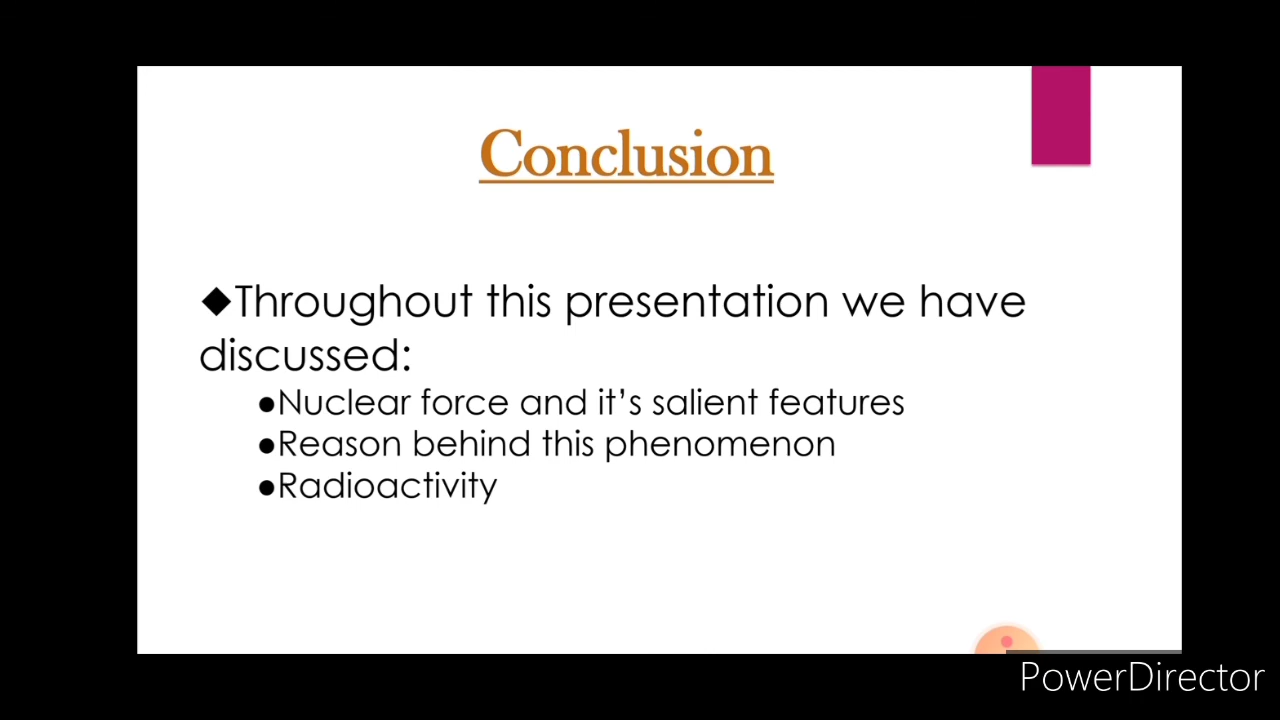 Conclusion
◆Throughout this presentation we have
discussed:
●Nuclear force and it’s salient features
●Reason behind this phenomenon
●Radioactivity
PowerDirector